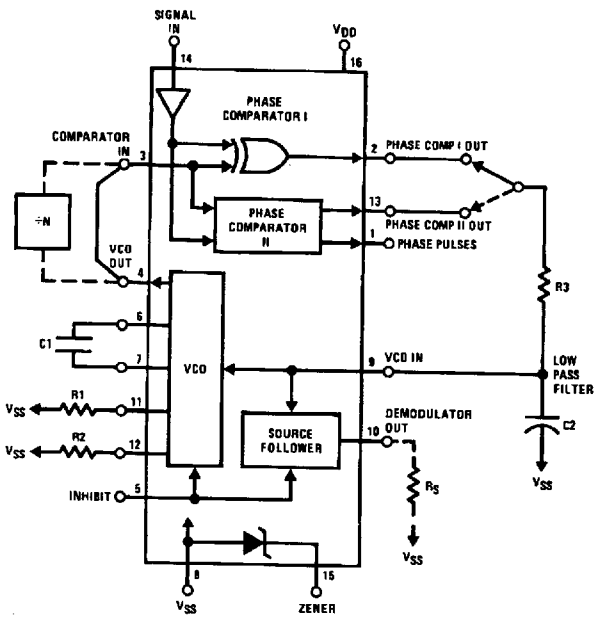 SIGNAL
IN
14
VDD
16
PHASE
COMPARATOR I
COMPARATOR
IN
3
2
PHASE COMP I OUT
÷N
PHASE
COMPARATOR
II
13
PHASE COMP II OUT
1
PHASE PULSES
VCO
OUT
4
R3
6
C1
7
VCO
9
VCO IN
LOW
PASS
FILTER
VSS
R1
11
VSS
R2
12
SOURCE
FOLLOWER
10
DEMODULATOR
OUT
C2
VSS
INHIBIT
5
RS
VSS
8
VSS
15
ZENER